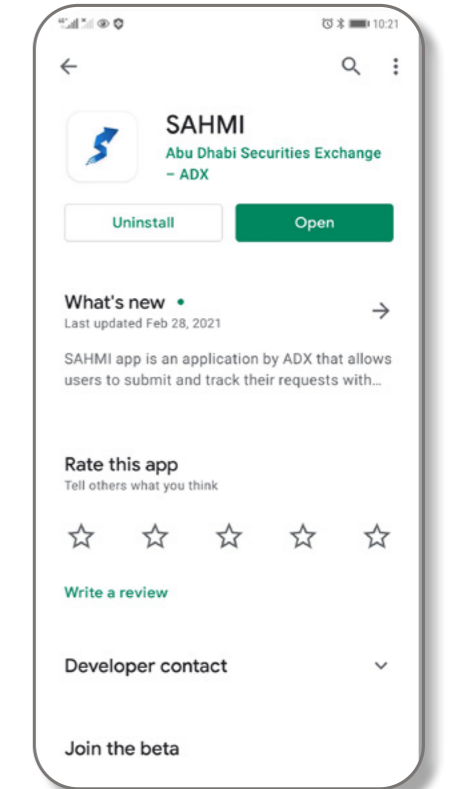 10:21
SAHMI
Abu Dhabi Securities Exchange
– ADX
Uninstall
Open
What's new •
Last updated Feb 28, 2021
SAHMI app is an application by ADX that allows
users to submit and track their requests with...
Rate this app
Tell others what you think
Write a review
Developer contact
Join the beta